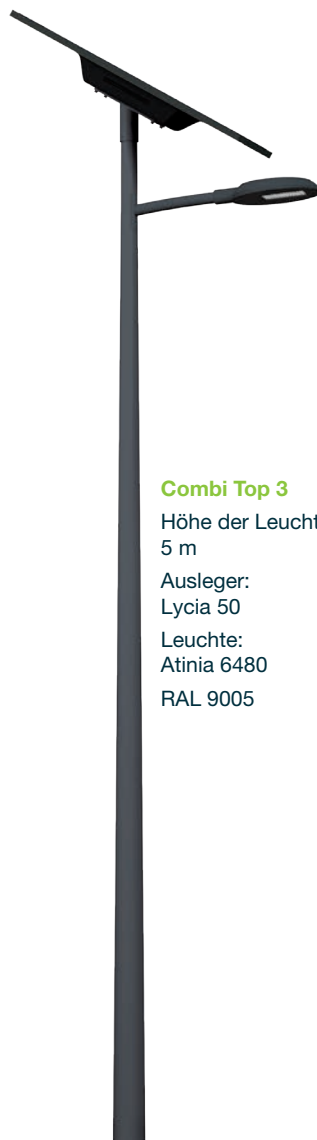 Combi Top 3
Höhe der Leucht
5 m
Ausleger:
Lycia 50
Leuchte:
Atinia 6480
RAL 9005